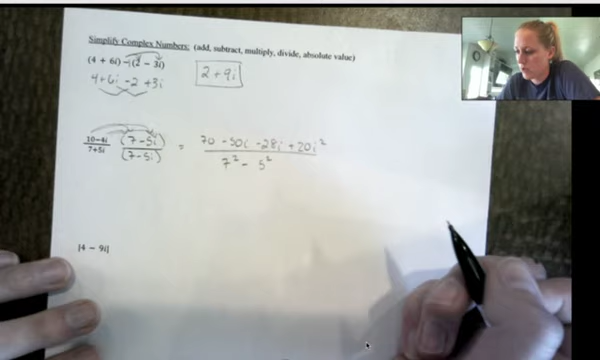 Simplify Complex Numbers: (add, subtract, multiply, divide, absolute value)
(4 + 6i) -1(2 - 3i)
4+6i -2 +3i
2+9i
10-4i / 7+5i (7-5i) / (7-5i) = 70 -50i -28i +20i² / 7² - 5²
|4 - 9i|